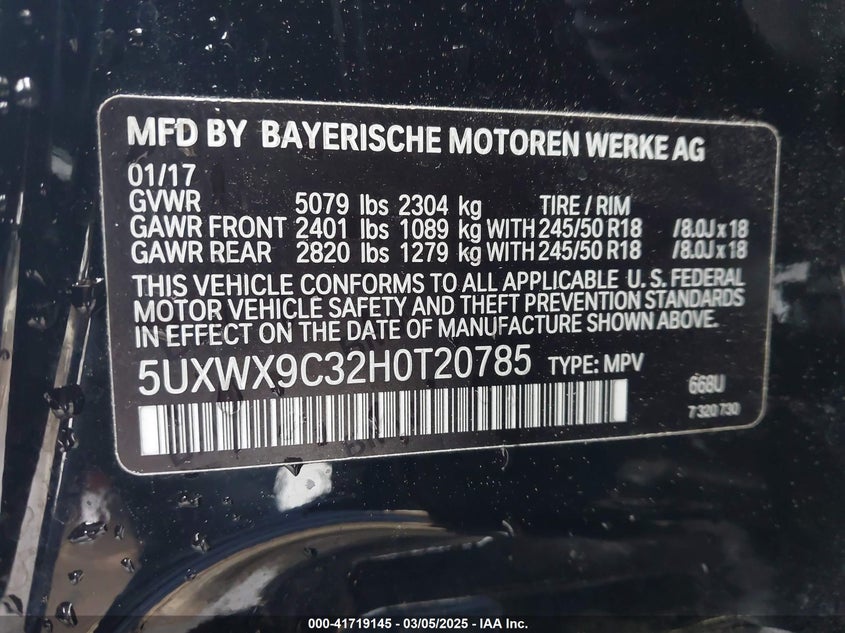 MFD BY BAYERISCHE MOTOREN WERKE AG
01/17
GVWR 5079 lbs 2304 kg TIRE / RIM
GAWR FRONT 2401 lbs 1089 kg WITH 245/50 R18 /8.0J x 18
GAWR REAR 2820 lbs 1279 kg WITH 245/50 R18 /8.0J x 18
THIS VEHICLE CONFORMS TO ALL APPLICABLE U. S. FEDERAL
MOTOR VEHICLE SAFETY AND THEFT PREVENTION STANDARDS
IN EFFECT ON THE DATE OF MANUFACTURE SHOWN ABOVE.
5UXWX9C32H0T20785 TYPE: MPV
668U
7 320 730
000-41719145 - 03/05/2025 - IAA Inc.